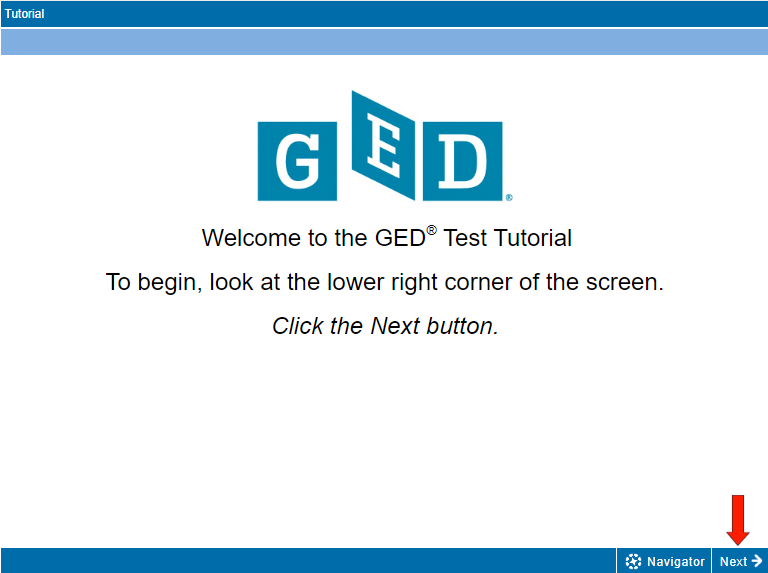 Tutorial
GED®
Welcome to the GED® Test Tutorial
To begin, look at the lower right corner of the screen.
Click the Next button.
Navigator
Next